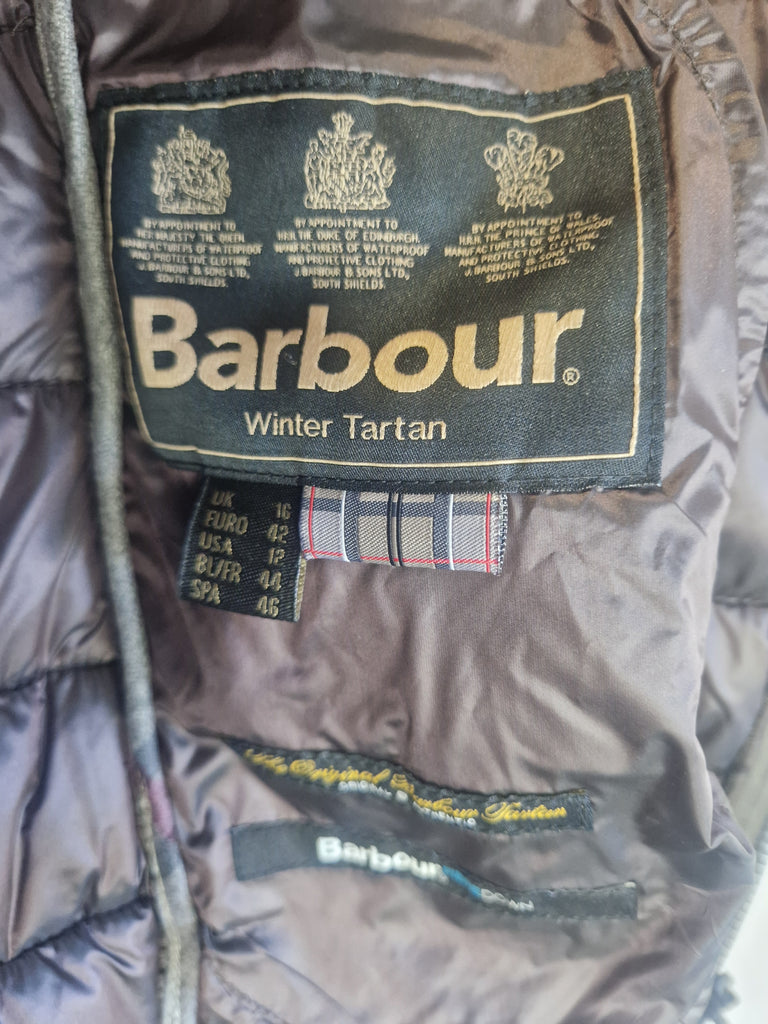 BY APPOINTMENT TO
HER MAJESTY THE QUEEN
MANUFACTURERS OF WATERPROOF
AND PROTECTIVE CLOTHING
J. BARBOUR & SONS LTD,
SOUTH SHIELDS.
BY APPOINTMENT TO
H.R.H. THE DUKE OF EDINBURGH.
MANUFACTURERS OF WATERPROOF
AND PROTECTIVE CLOTHING
J. BARBOUR & SONS LTD,
SOUTH SHIELDS.
BY APPOINTMENT TO
H.R.H. THE PRINCE OF WALES.
MANUFACTURERS OF WATERPROOF
AND PROTECTIVE CLOTHING,
J. BARBOUR & SONS LTD,
SOUTH SHIELDS.
Barbour®
Winter Tartan
UK 16
EURO 42
USA 12
BL/FR 44
SPA 46
The Original Barbour Tartan
Barbour DOWN